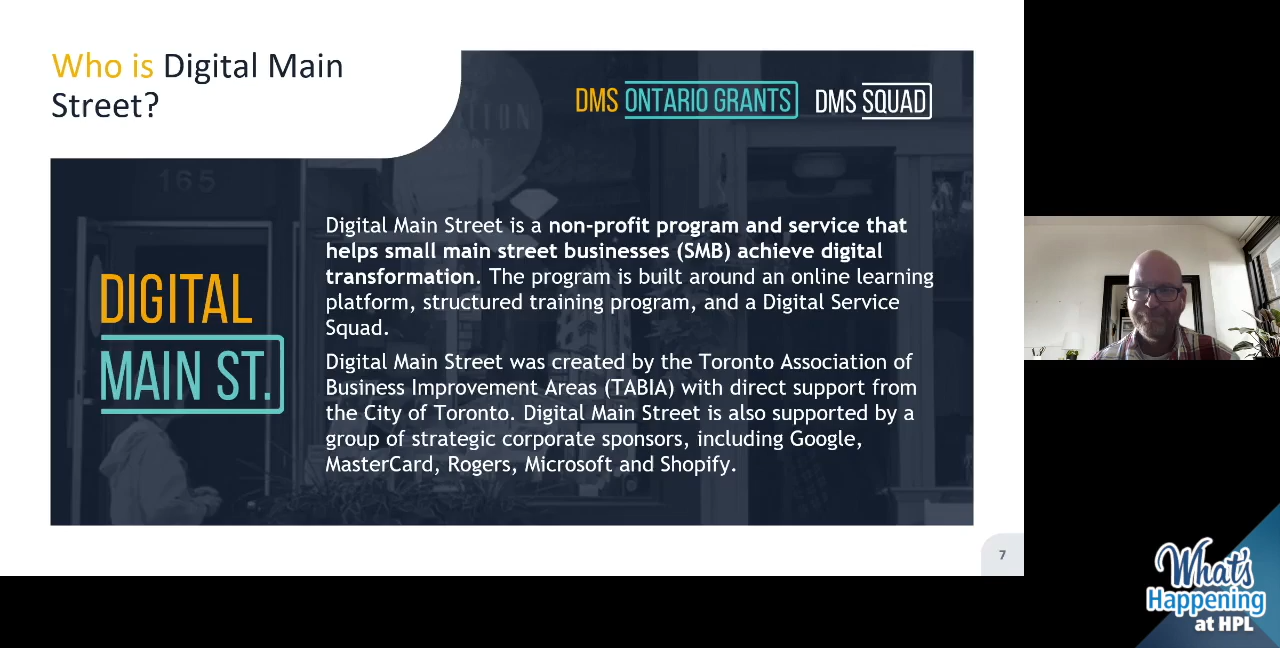 Who is Digital Main
Street?
DMS ONTARIO GRANTS
DMS SQUAD
165
DIGITAL
MAIN ST.
Digital Main Street is a non-profit program and service that
helps small main street businesses (SMB) achieve digital
transformation. The program is built around an online learning
platform, structured training program, and a Digital Service
Squad.
Digital Main Street was created by the Toronto Association of
Business Improvement Areas (TABIA) with direct support from
the City of Toronto. Digital Main Street is also supported by a
group of strategic corporate sponsors, including Google,
MasterCard, Rogers, Microsoft and Shopify.
7
What's
Happening
at HPL